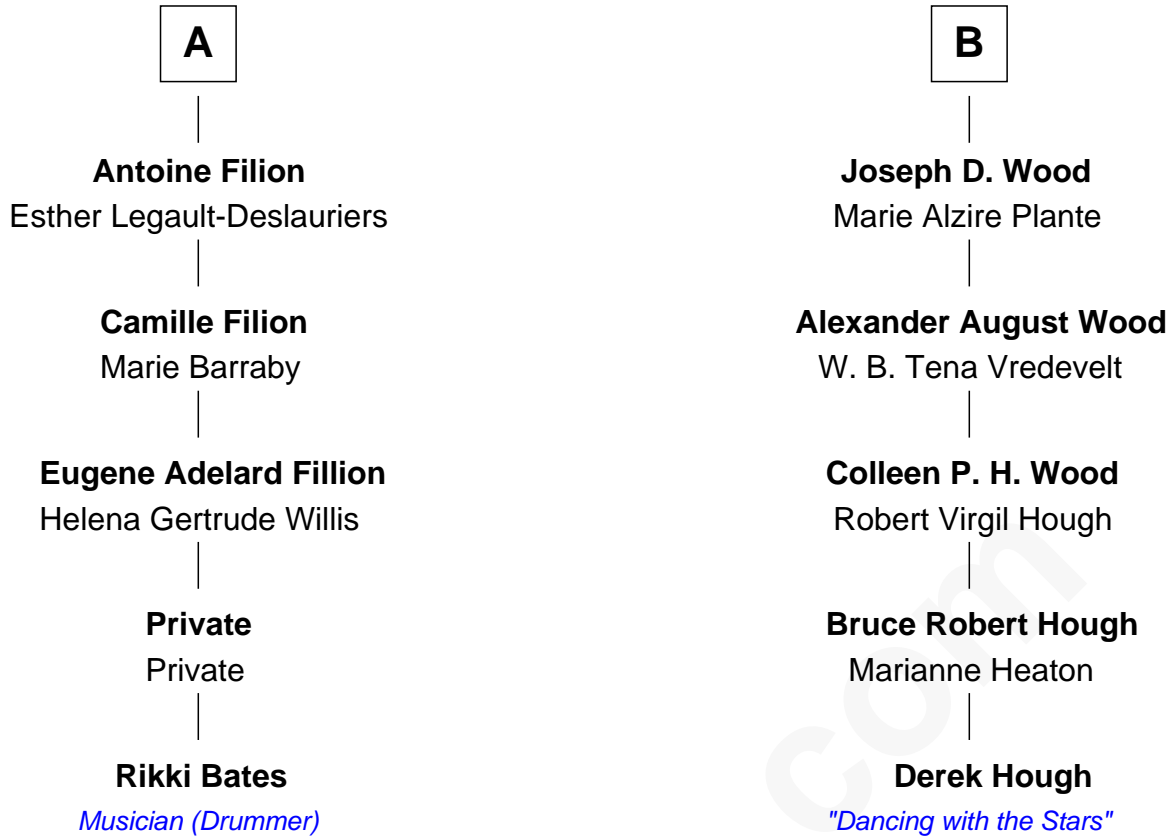 A
B
Antoine Filion
Esther Legault-Deslauriers
Joseph D. Wood
Marie Alzire Plante
Camille Filion
Marie Barraby
Alexander August Wood
W. B. Tena Vredevelt
Eugene Adelard Fillion
Helena Gertrude Willis
Colleen P. H. Wood
Robert Virgil Hough
Private
Private
Bruce Robert Hough
Marianne Heaton
Rikki Bates
Musician (Drummer)
Derek Hough
"Dancing with the Stars"
com